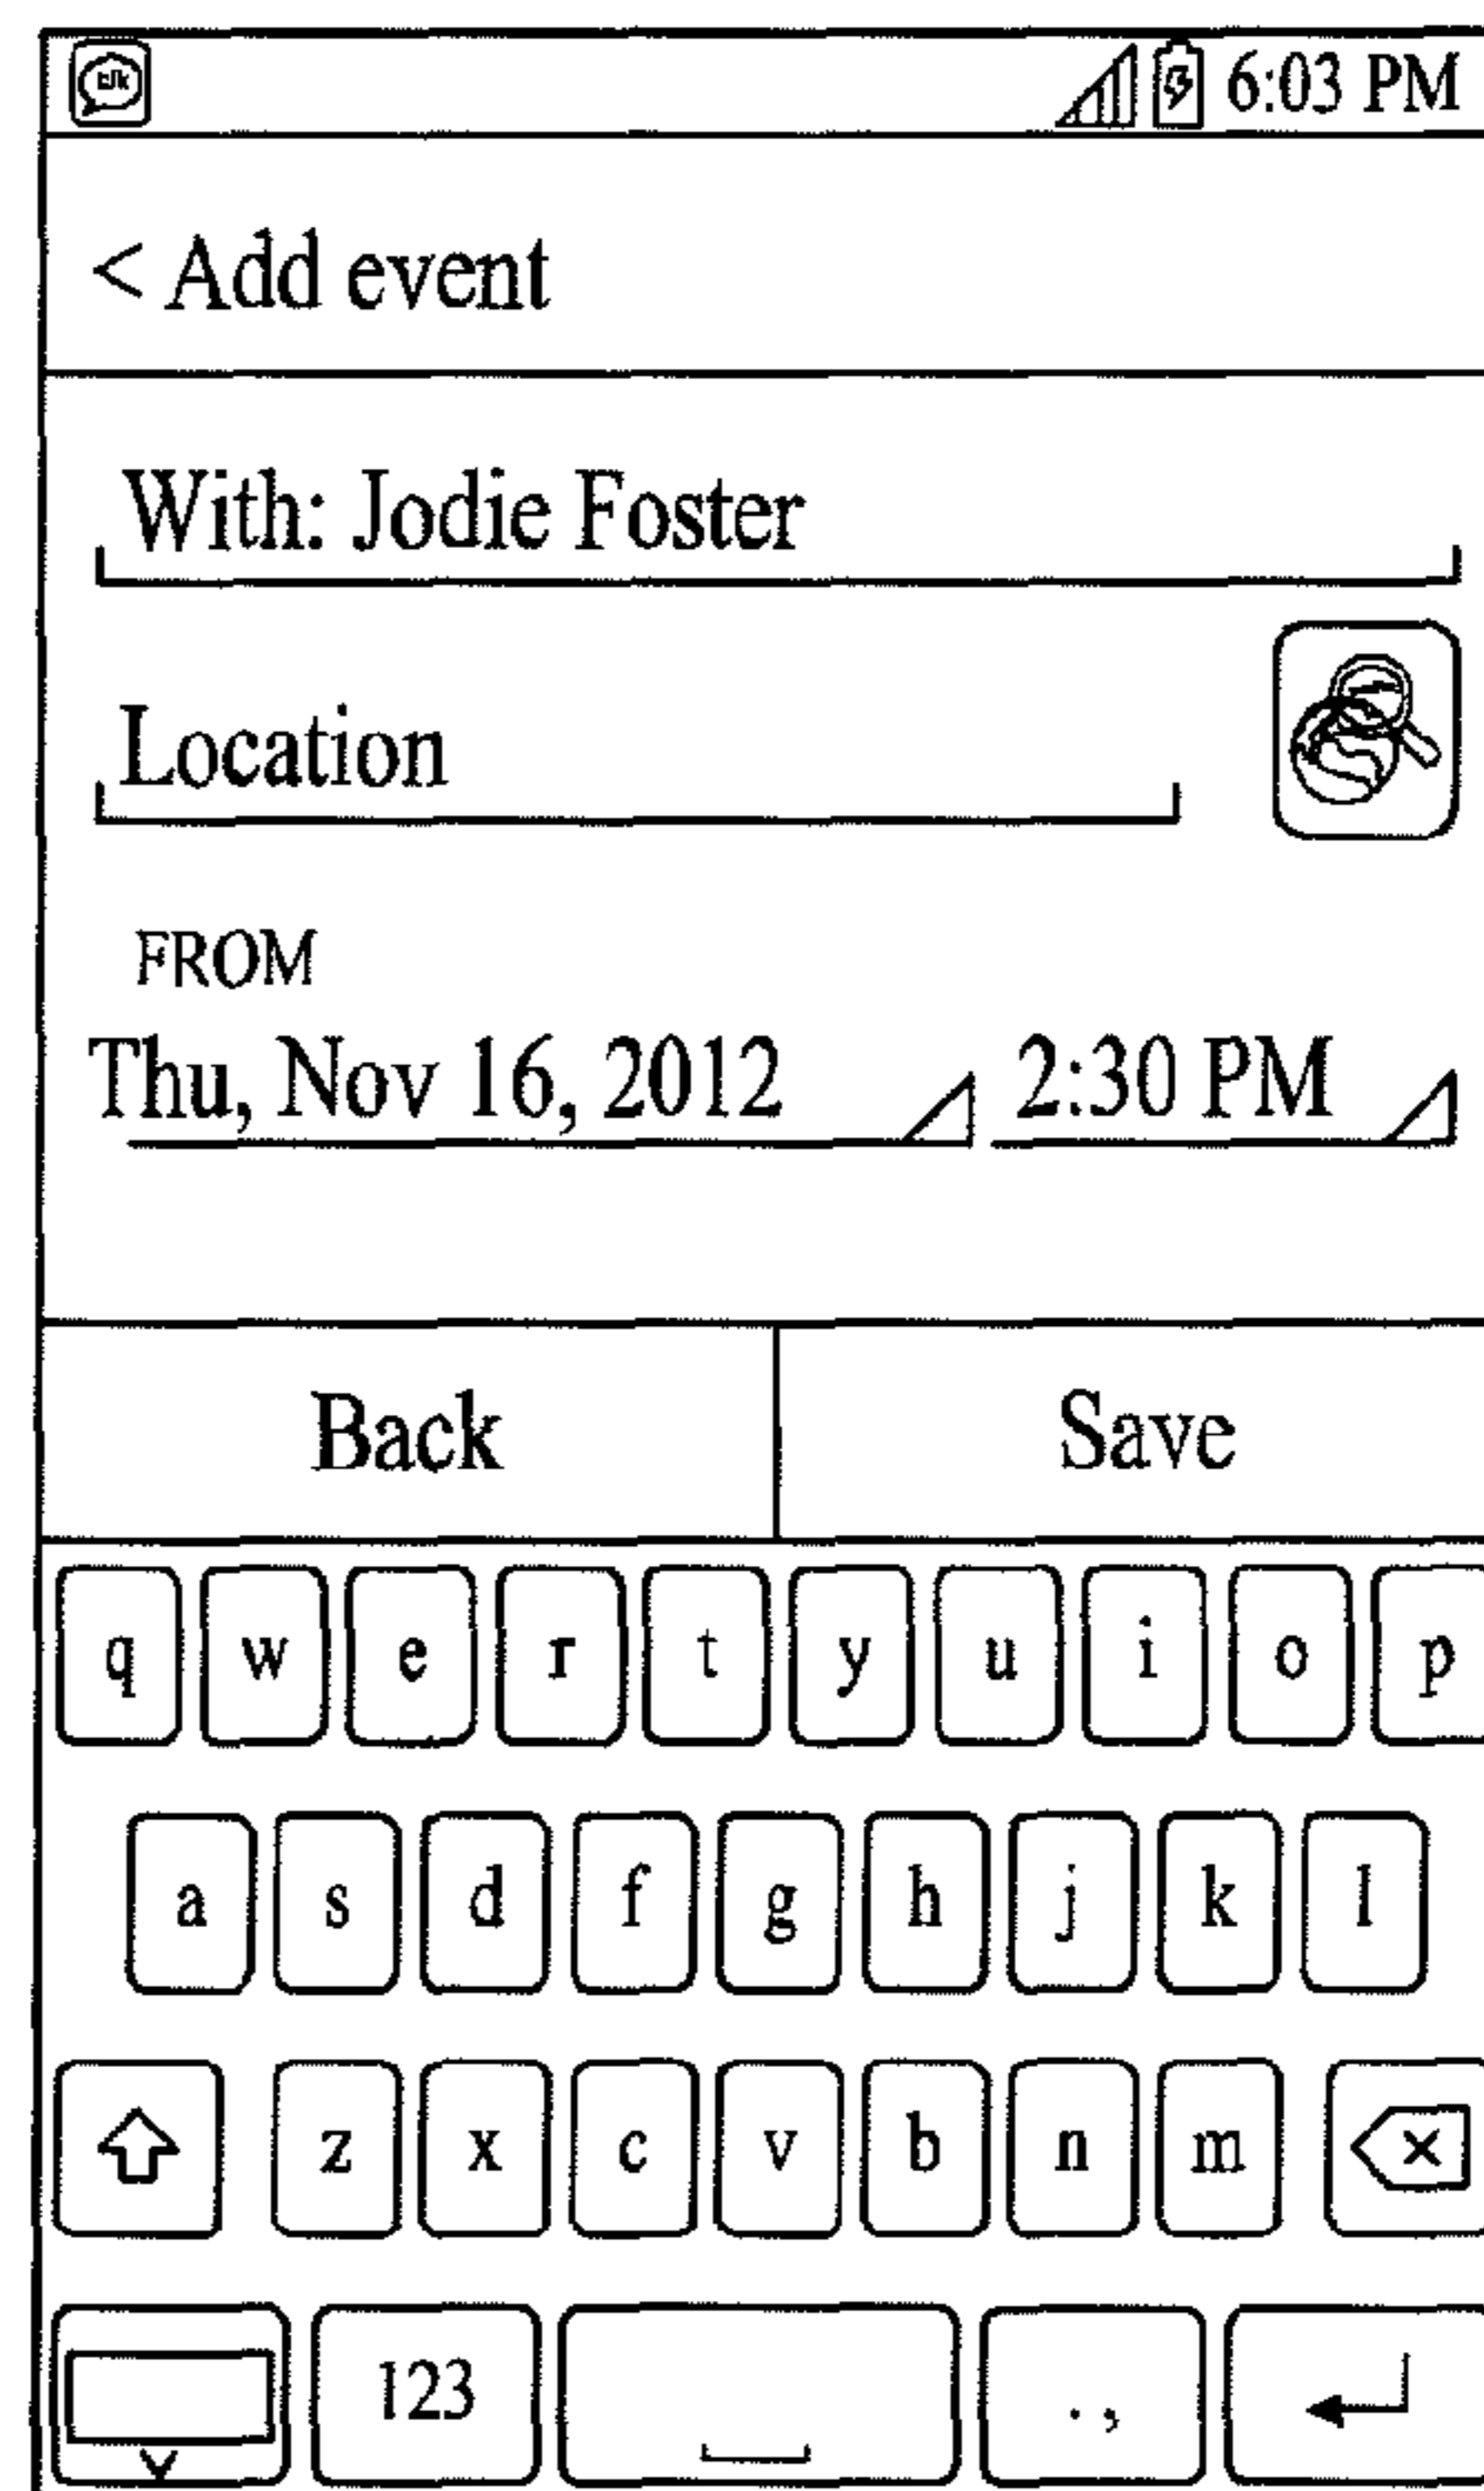 talk 6:03 PM
< Add event
With: Jodie Foster
Location
FROM
Thu, Nov 16, 2012 2:30 PM
Back Save
q w e r t y u i o p
a s d f g h j k l
z x c v b n m
123 . ,